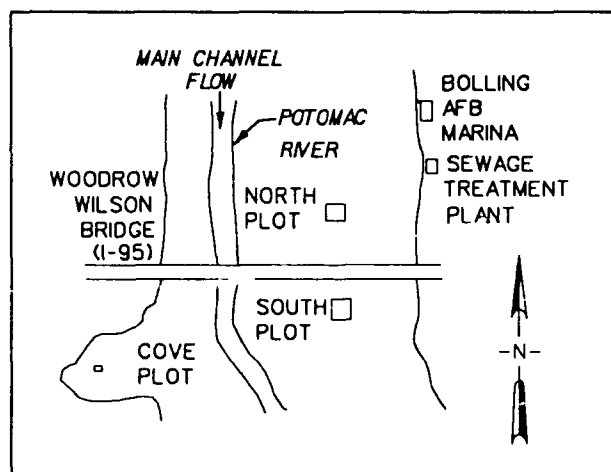 MAIN CHANNEL
FLOW
POTOMAC
RIVER
BOLLING
AFB
MARINA
SEWAGE
TREATMENT
PLANT
WOODROW
WILSON
BRIDGE
(I-95)
NORTH
PLOT
SOUTH
PLOT
COVE
PLOT
-N-